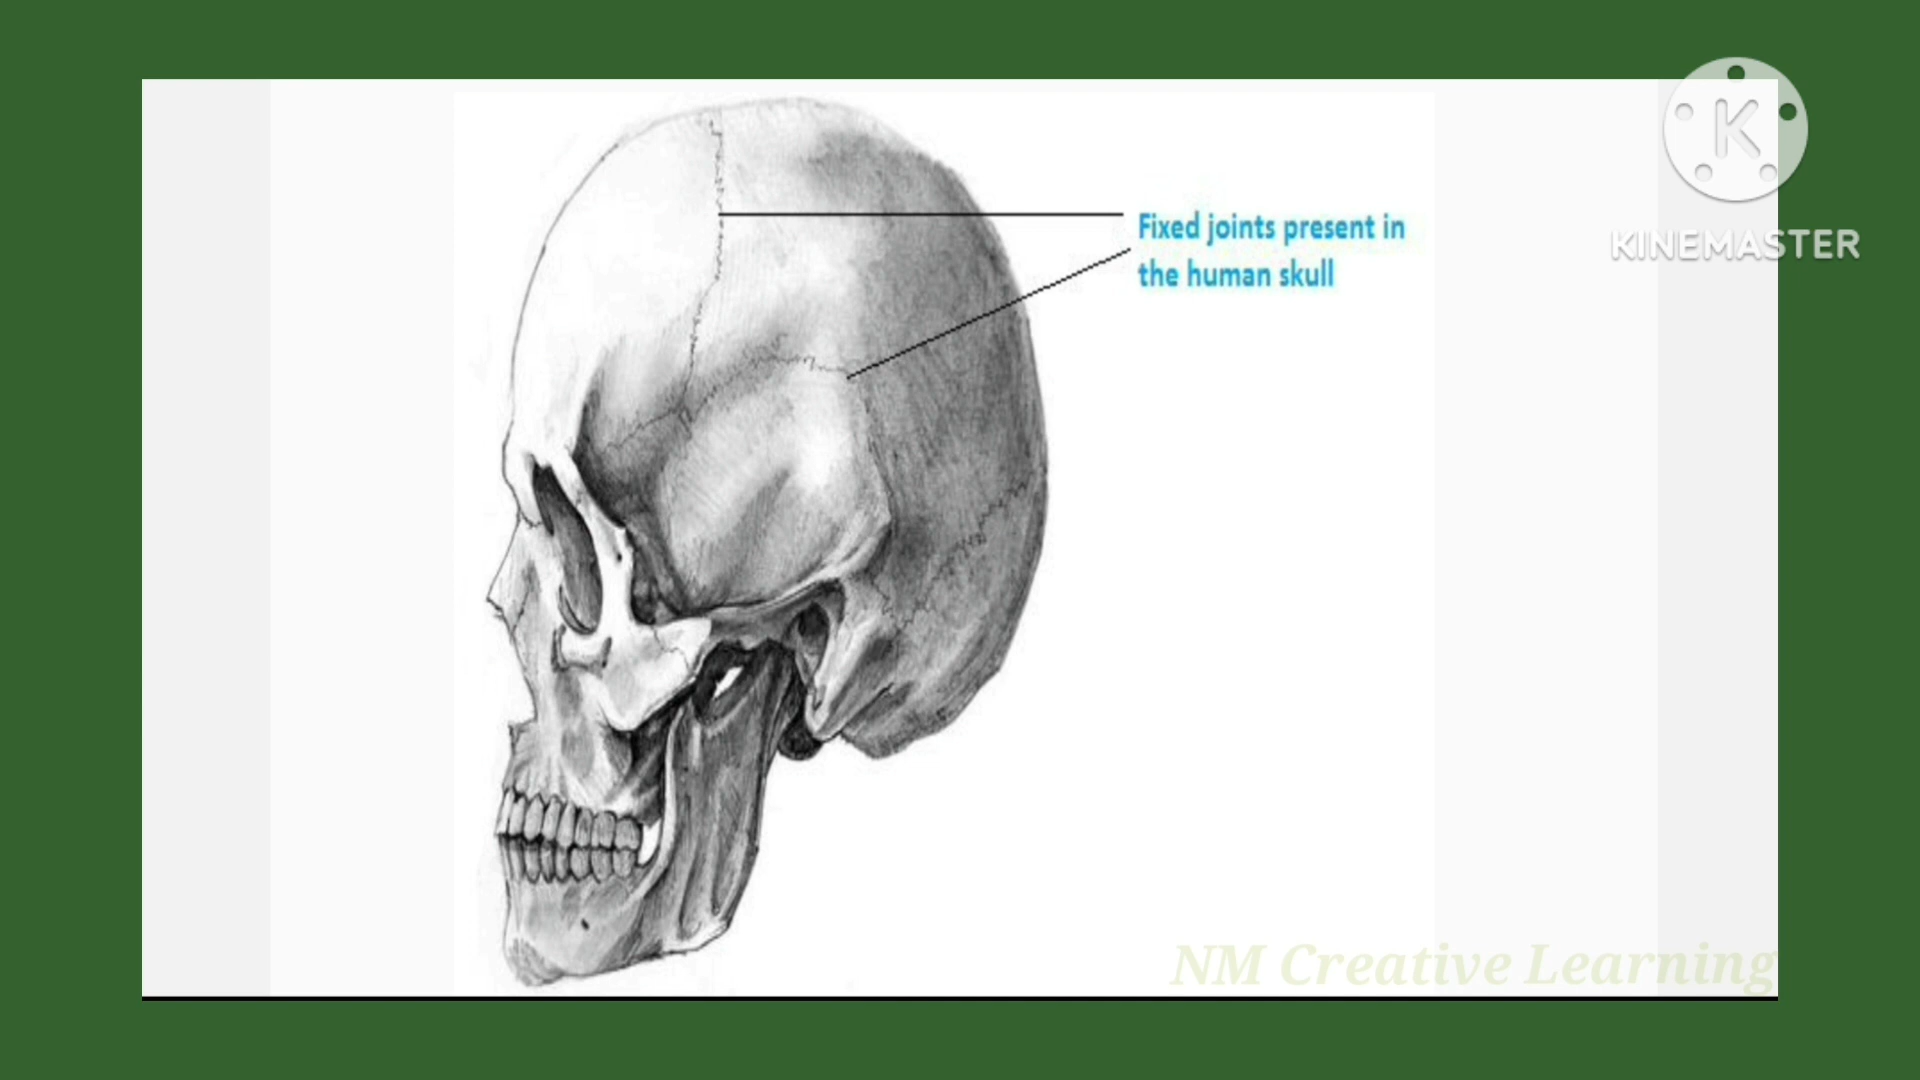 K
KINEMASTER
Fixed joints present in
the human skull
NM Creative Learning